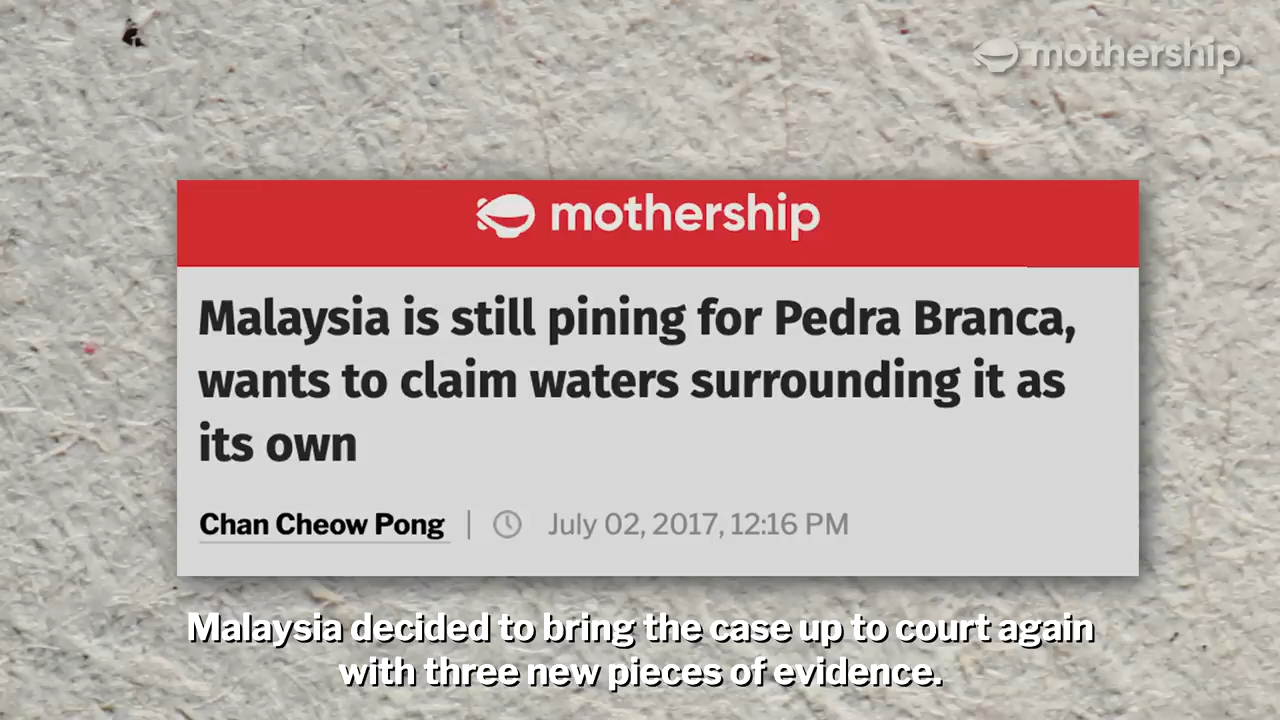 mothership
mothership
Malaysia is still pining for Pedra Branca,
wants to claim waters surrounding it as
its own
Chan Cheow Pong | July 02, 2017, 12:16 PM
Malaysia decided to bring the case up to court again
with three new pieces of evidence.